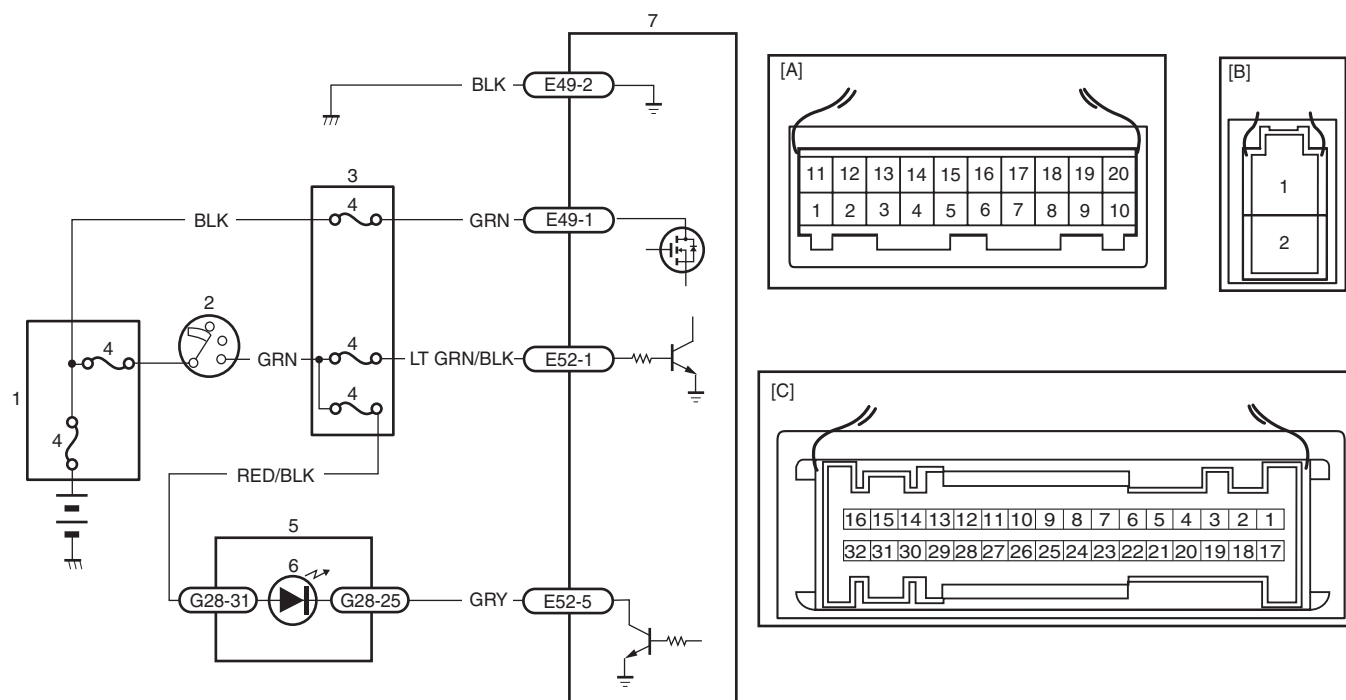 7
BLK
E49-2
3
4
BLK
GRN
E49-1
2
4
GRN
4
LT GRN/BLK
E52-1
1
4
4
RED/BLK
5
6
G28-31
G28-25
GRY
E52-5
[A]
11 12 13 14 15 16 17 18 19 20
1 2 3 4 5 6 7 8 9 10
[B]
1
2
[C]
16 15 14 13 12 11 10 9 8 7 6 5 4 3 2 1
32 31 30 29 28 27 26 25 24 23 22 21 20 19 18 17